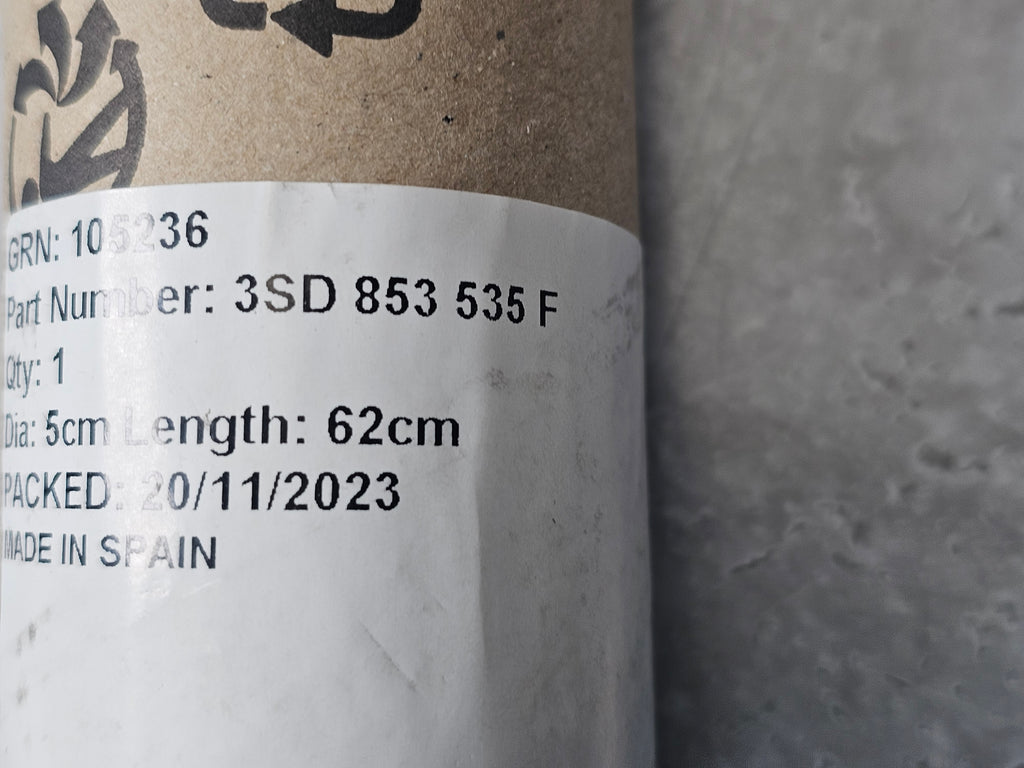 GRN: 105236
Part Number: 3SD 853 535 F
Qty: 1
Dia: 5cm Length: 62cm
PACKED: 20/11/2023
MADE IN SPAIN